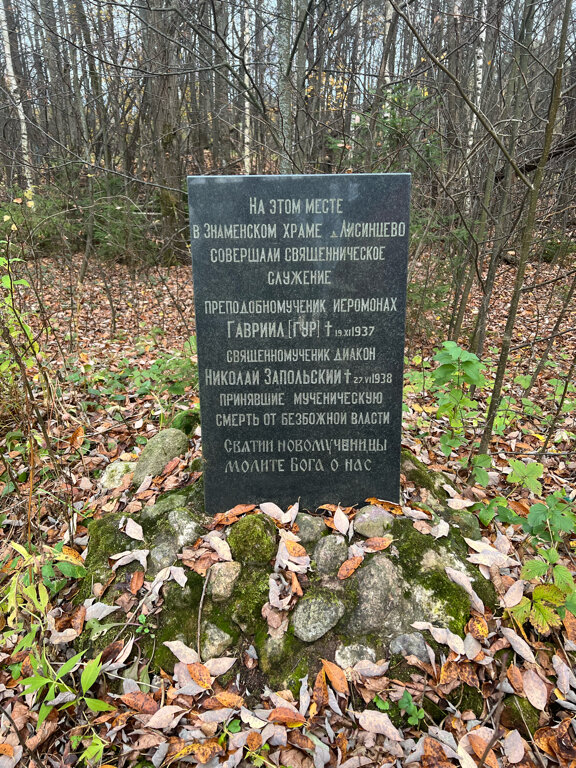 На этом месте
в Знаменском храме д. Лисинцево
совершали священническое
служение
преподобномученик иеромонах
Гавриил [Гур] † 19.XI 1937
священномученик диакон
Николай Запольский † 27.VI 1938
принявшие мученическую
смерть от безбожной власти
Святии новомученицы
молите Бога о нас